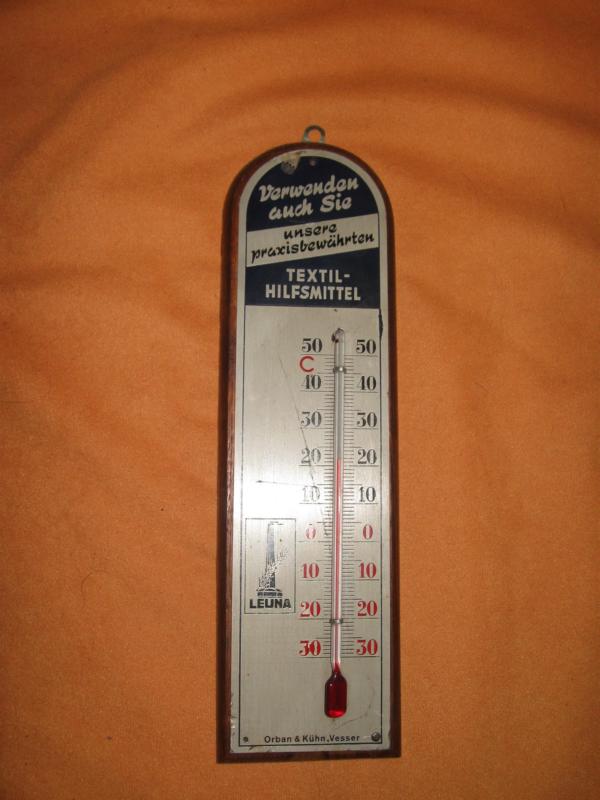 Verwenden
auch Sie
unsere
praxisbewährten
TEXTIL-
HILFSMITTEL
50 50
C
40 40
30 30
20 20
10 10
0 0
10 10
20 20
30 30
LEUNA
Orban & Kühn, Vesser